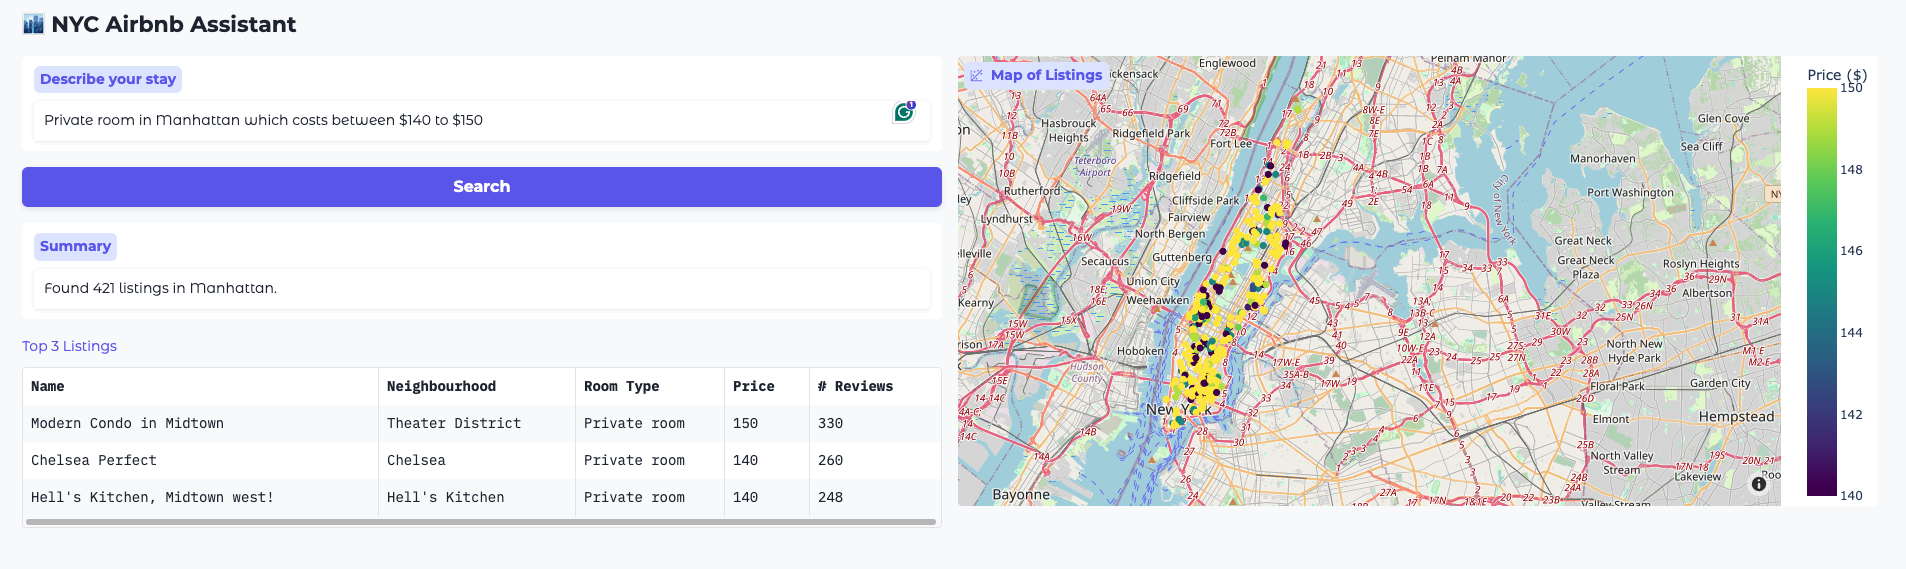 NYC Airbnb Assistant
Describe your stay
Private room in Manhattan which costs between $140 to $150
1
Search
Summary
Found 421 listings in Manhattan.
Top 3 Listings
Name Neighbourhood Room Type Price # Reviews
Modern Condo in Midtown Theater District Private room 150 330
Chelsea Perfect Chelsea Private room 140 260
Hell's Kitchen, Midtown west! Hell's Kitchen Private room 140 248
Map of Listings
Englewood
Pelham Manor
Hasbrouck Heights
Ridgefield Park
Fort Lee
Teterboro Airport
Ridgefield
Rutherford
Cliffside Park
Lyndhurst
Fairview
North Bergen
Guttenberg
Secaucus
Union City
Kearny
Weehawken
Hoboken
Hudson County
New York
Bayonne
City of New York
Glen Cove
Sea Cliff
Manorhaven
Port Washington
Great Neck
Great Neck Plaza
Roslyn Heights
Albertson
North New Hyde Park
Floral Park
Garden City
Elmont
Hempstead
North Valley Stream
Lakeview
Valley Stream
Price ($)
150
148
146
144
142
140